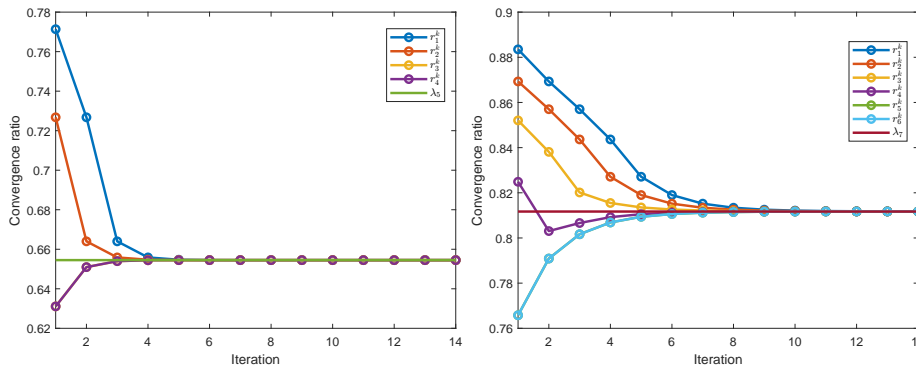 0.78
0.76
0.74
0.72
0.7
0.68
0.66
0.64
0.62
Convergence ratio
2 4 6 8 10 12 14
Iteration
r_1^k
r_2^k
r_3^k
r_4^k
λ_5
0.9
0.88
0.86
0.84
0.82
0.8
0.78
0.76
Convergence ratio
2 4 6 8 10 12
Iteration
r_1^k
r_2^k
r_3^k
r_4^k
r_5^k
r_6^k
λ_7